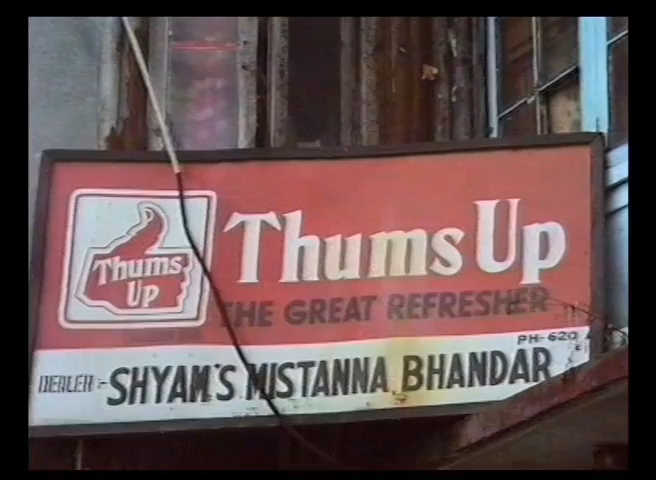 Thums Up
Thums
Up
THE GREAT REFRESHER
PH-620
DEALER:- SHYAM'S MISTANNA BHANDAR